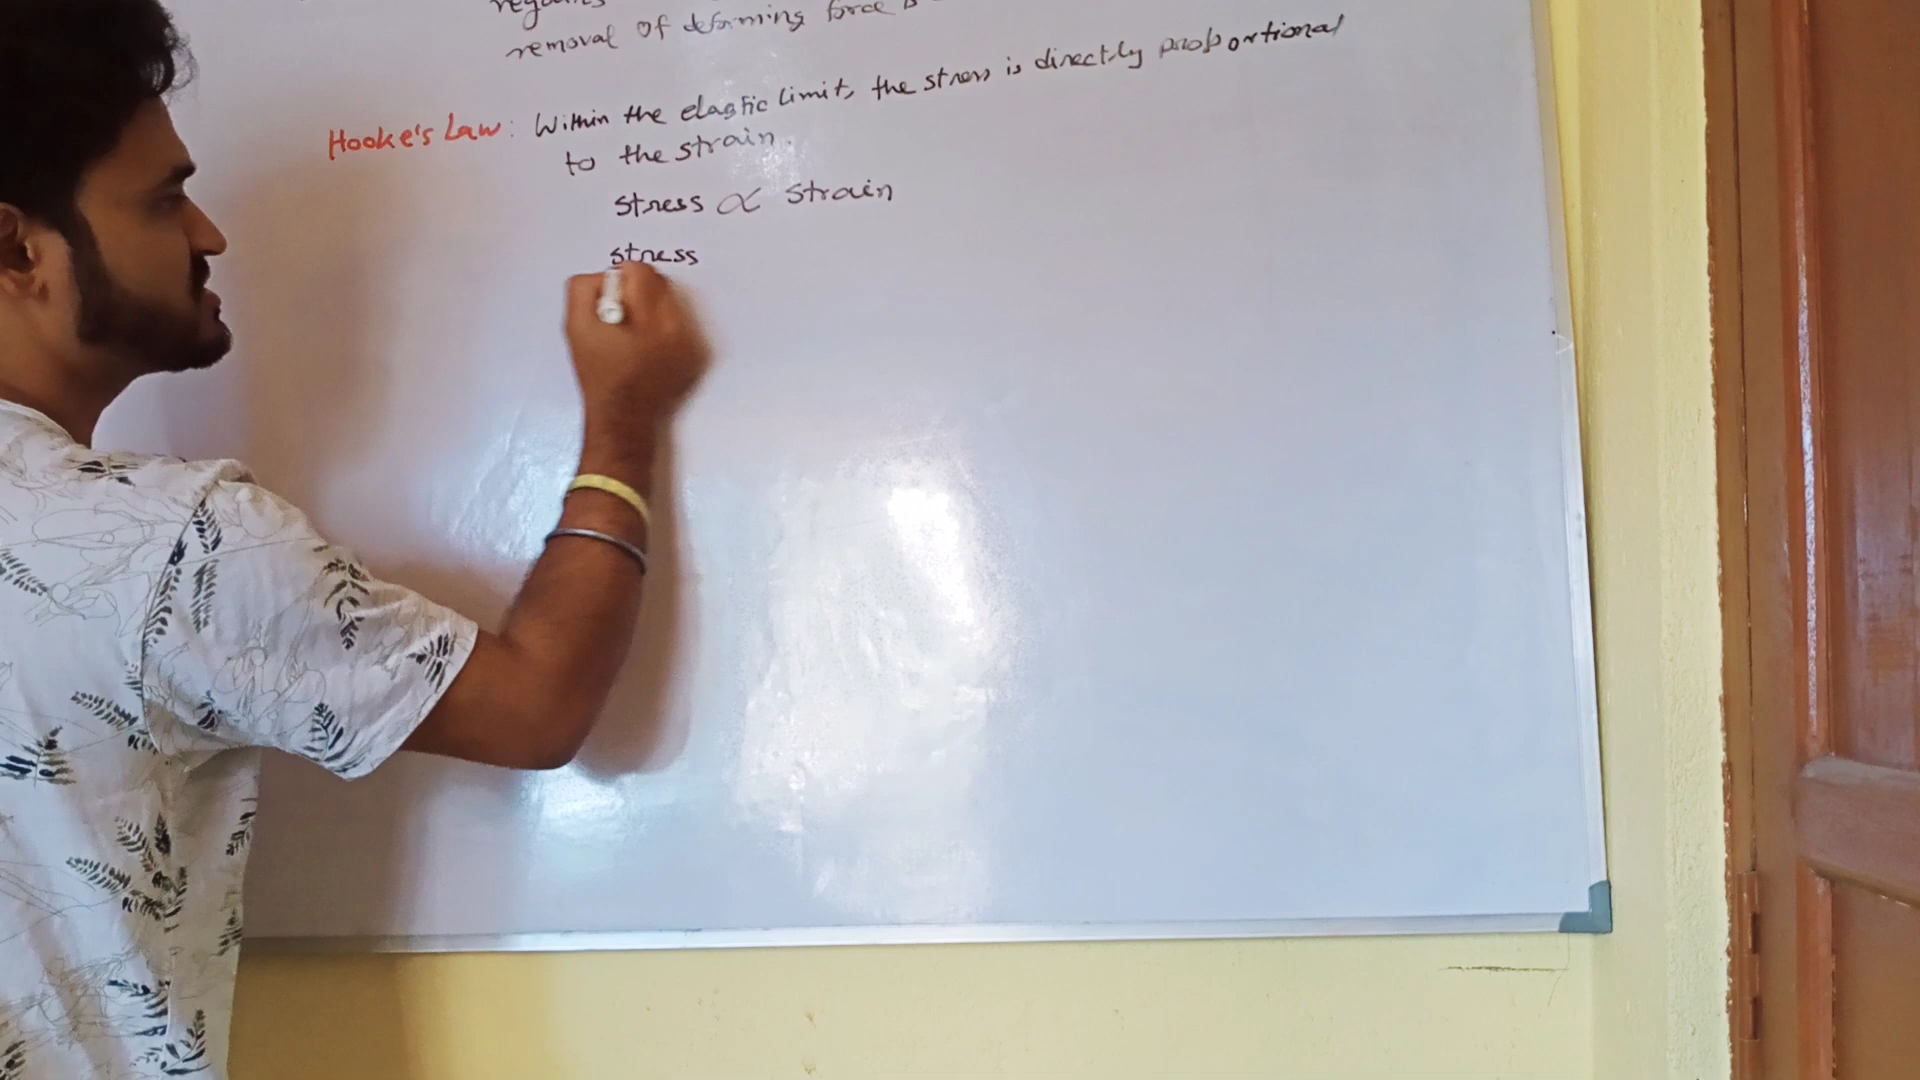 removal of deforming force is
Hooke's Law: Within the elastic limit, the stress is directly proportional
to the strain.
stress ∝ strain
stress